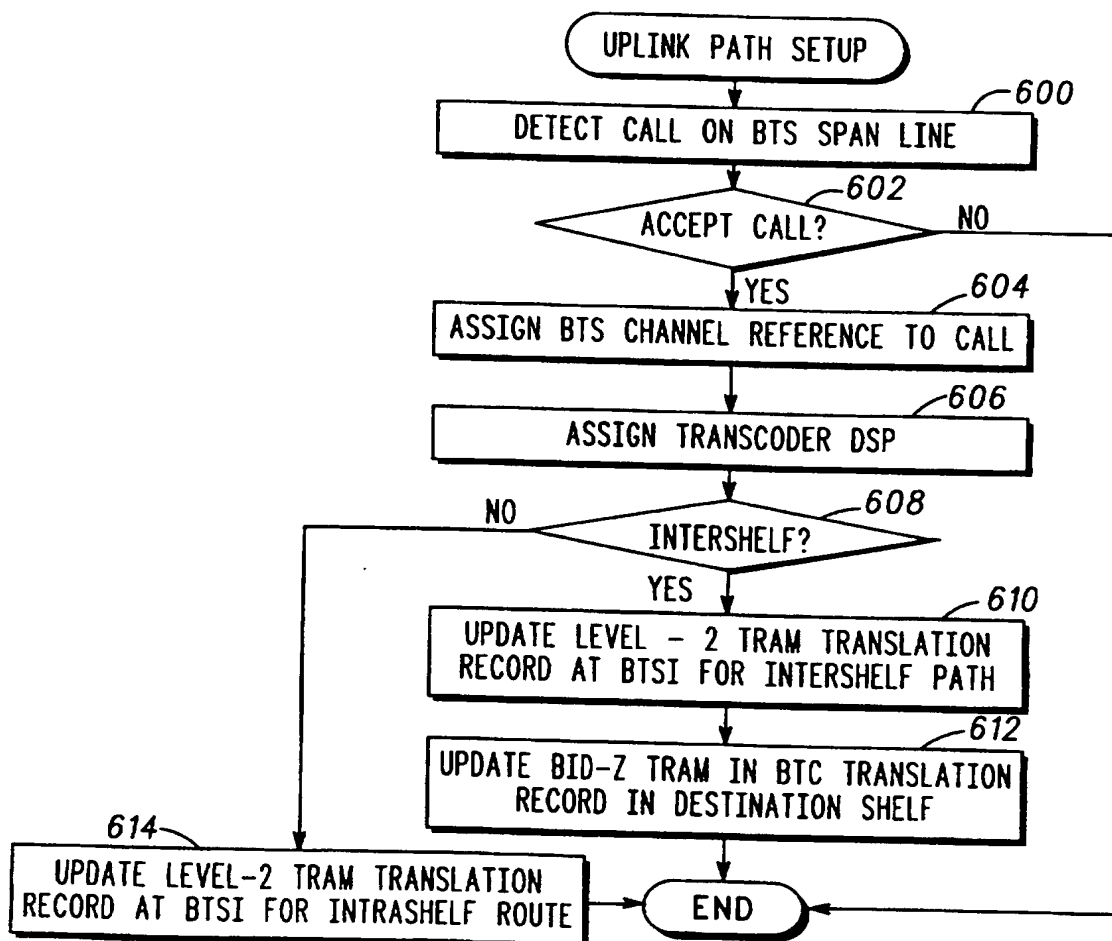 UPLINK PATH SETUP
600
DETECT CALL ON BTS SPAN LINE
602
ACCEPT CALL?
NO
YES
604
ASSIGN BTS CHANNEL REFERENCE TO CALL
606
ASSIGN TRANSCODER DSP
608
NO
INTERSHELF?
YES
610
UPDATE LEVEL - 2 TRAM TRANSLATION
RECORD AT BTSI FOR INTERSHELF PATH
612
UPDATE BID-Z TRAM IN BTC TRANSLATION
RECORD IN DESTINATION SHELF
614
UPDATE LEVEL-2 TRAM TRANSLATION
RECORD AT BTSI FOR INTRASHELF ROUTE
END